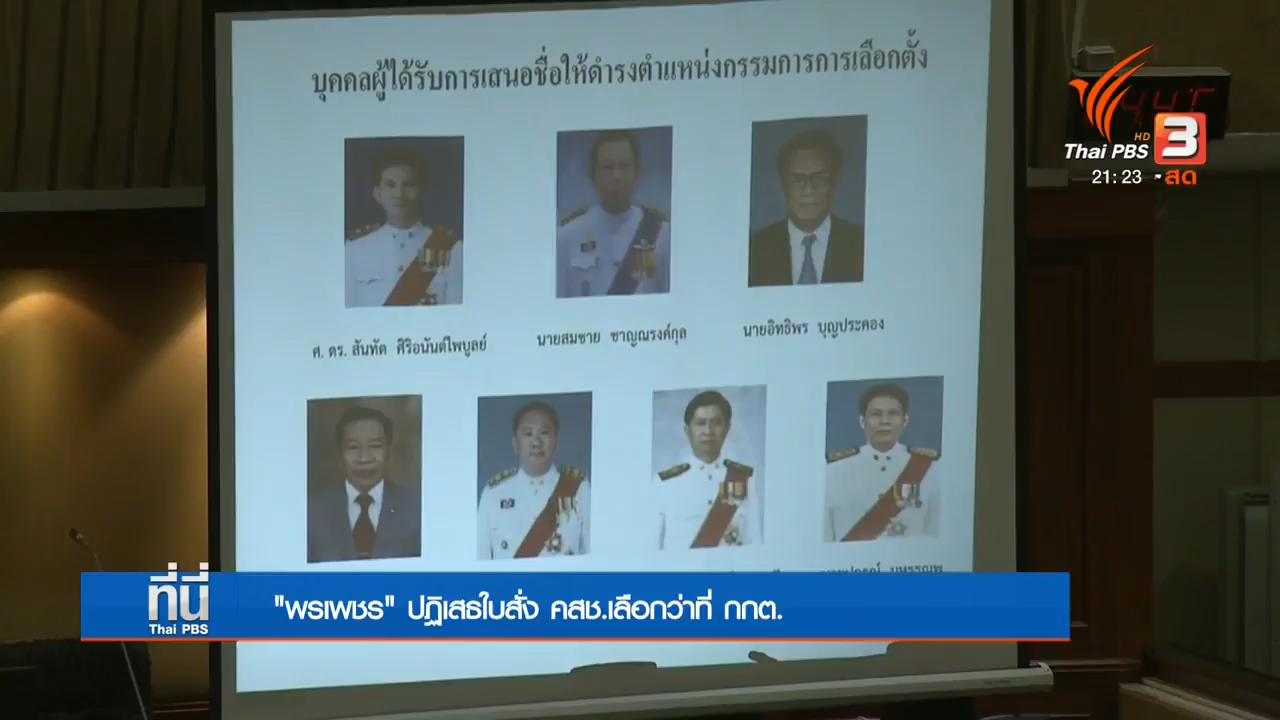 บุคคลผู้ได้รับการเสนอชื่อให้ดำรงตำแหน่งกรรมการการเลือกตั้ง
HD
Thai PBS 3
21:23 สด
ศ. ดร. สันทัด ศิริอนันต์ไพบูลย์
นายสมชาย ชาญณรงค์กุล
นายอิทธิพร บุญประคอง
ที่นี่
Thai PBS
"พรเพชร" ปฏิเสธใบสั่ง คสช.เลือกว่าที่ กกต.